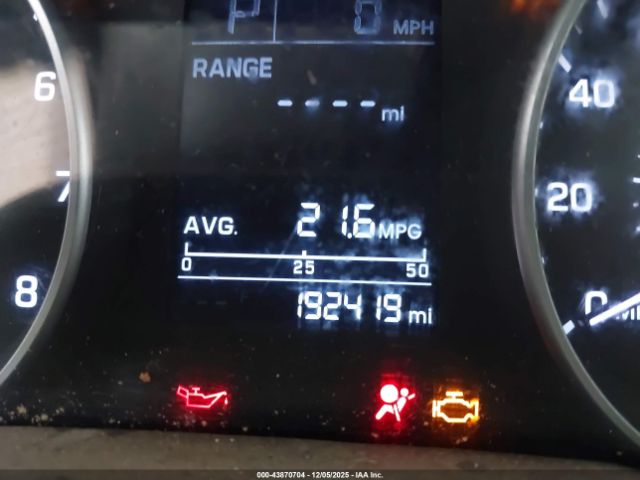 P 0 MPH
RANGE
---- mi
6
7
8
40
20
0
AVG. 21.6 MPG
0 25 50
192419 mi
000-43870704 - 12/05/2025 - IAA Inc.